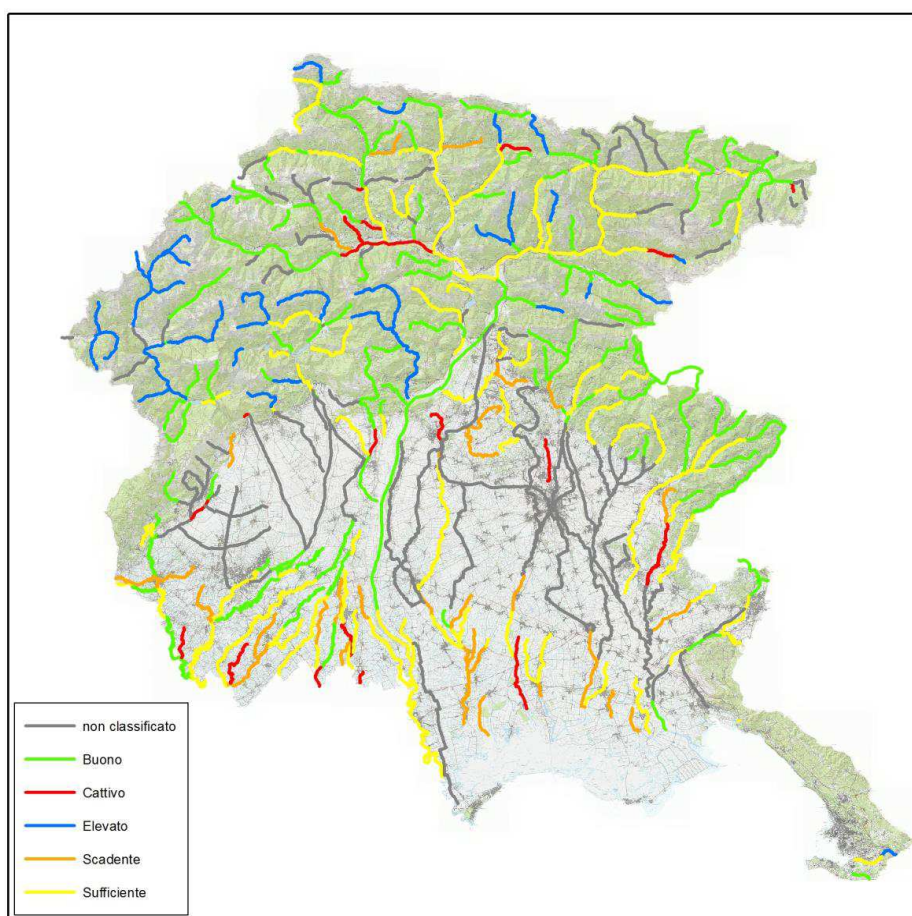 non classificato
Buono
Cattivo
Elevato
Scadente
Sufficiente